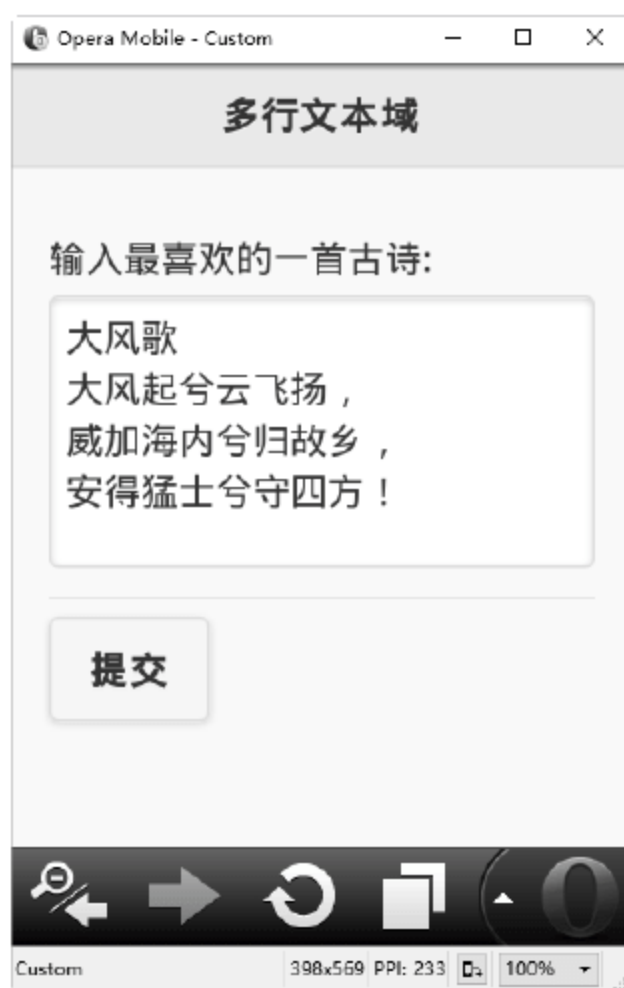 Opera Mobile - Custom
多行文本域
输入最喜欢的一首古诗:
大风歌
大风起兮云飞扬，
威加海内兮归故乡，
安得猛士兮守四方！
提交
Custom 398x569 PPI: 233 100%